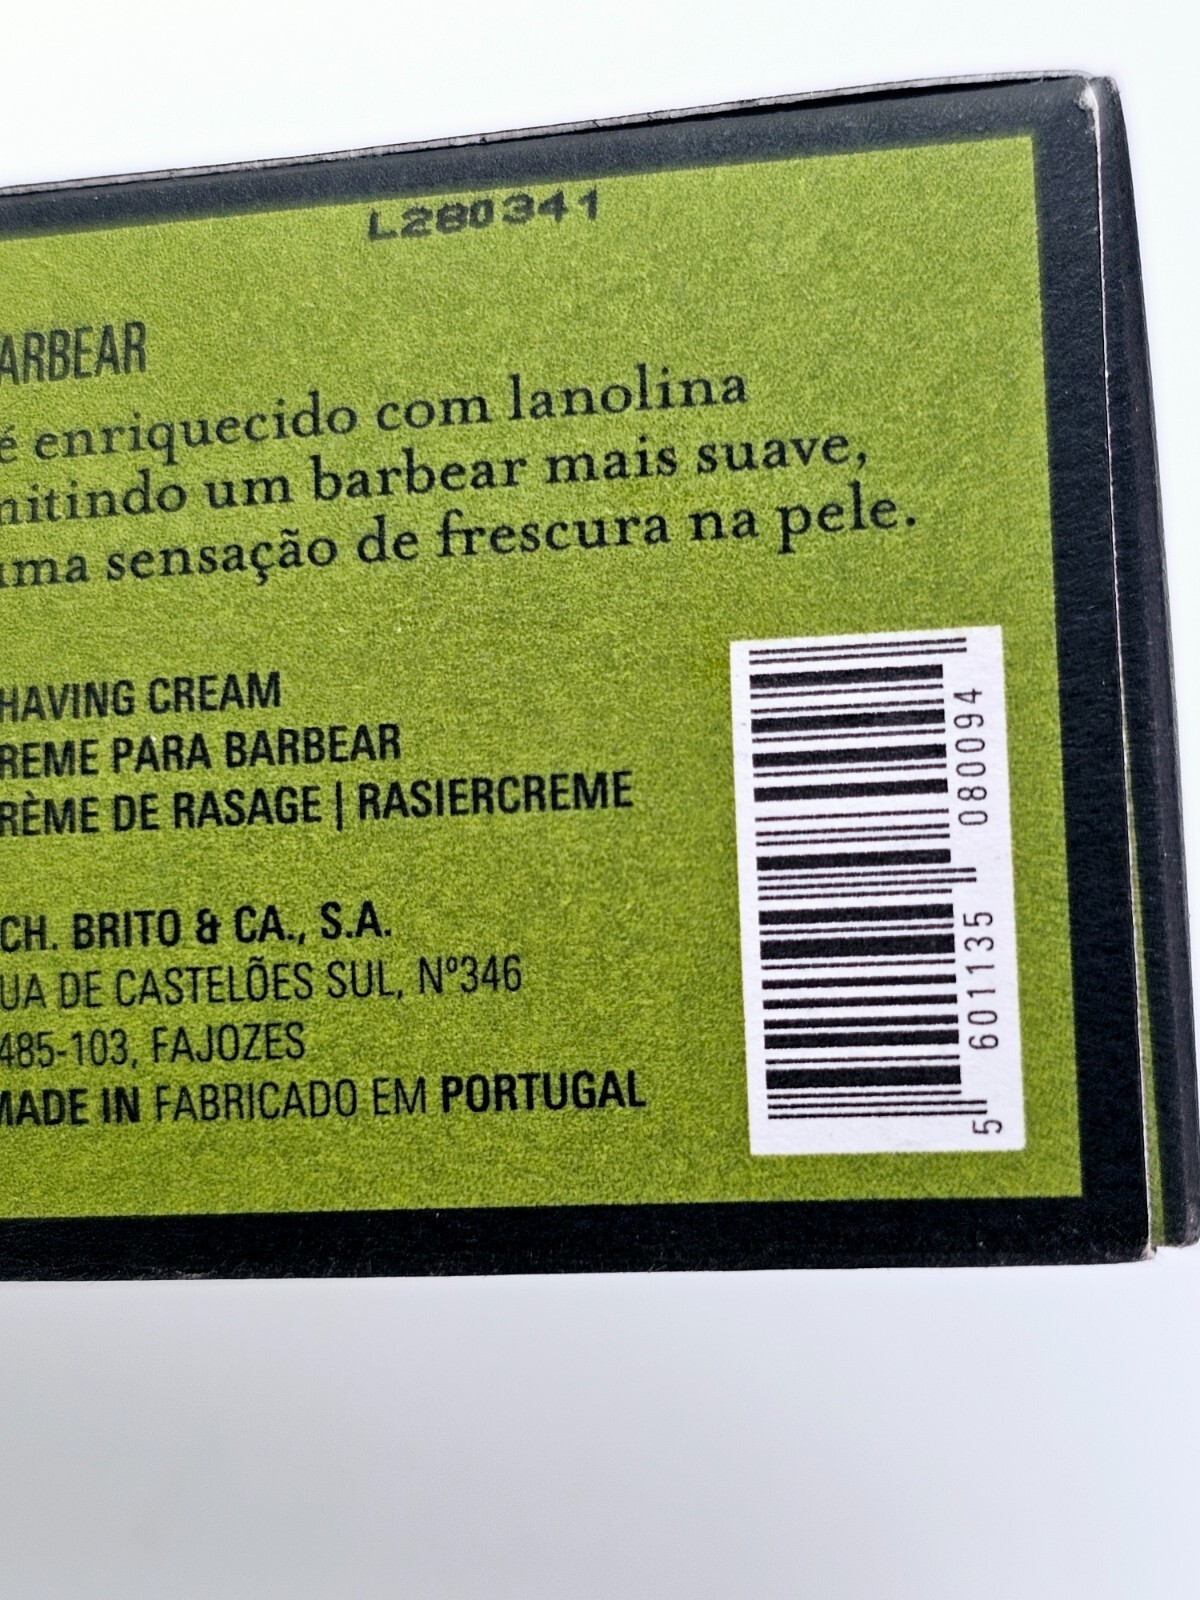 L280341
ARBEAR
é enriquecido com lanolina
mitindo um barbear mais suave,
uma sensação de frescura na pele.
HAVING CREAM
REME PARA BARBEAR
RÈME DE RASAGE | RASIERCREME
CH. BRITO & CA., S.A.
UA DE CASTELÕES SUL, Nº346
485-103, FAJOZES
MADE IN FABRICADO EM PORTUGAL
5 601135 080094